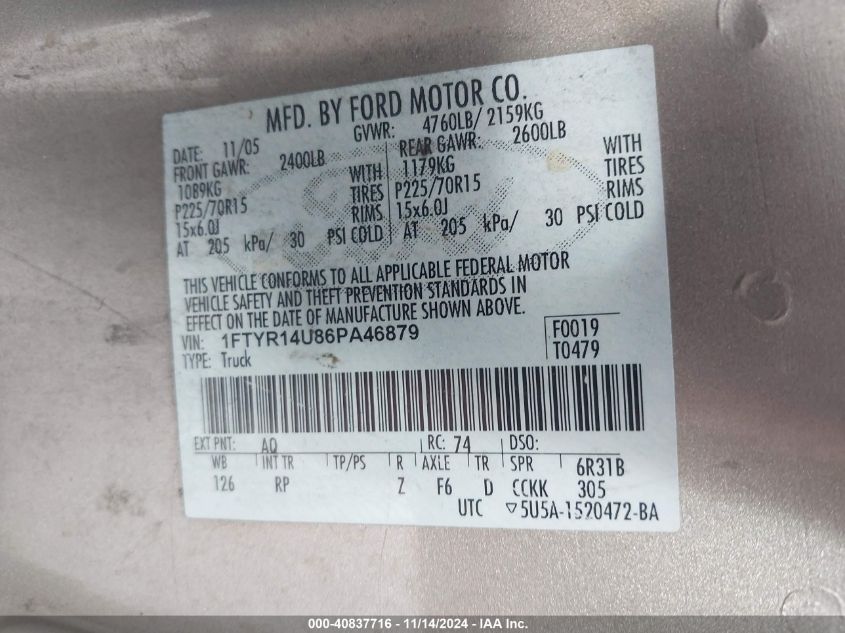 MFD. BY FORD MOTOR CO.
DATE: 11/05 GVWR: 4760LB/ 2159KG
FRONT GAWR: 2400LB REAR GAWR: 2600LB
1089KG WITH 1179KG WITH
P225/70R15 TIRES P225/70R15 TIRES
15x6.0J RIMS 15x6.0J RIMS
AT 205 kPa/ 30 PSI COLD AT 205 kPa/ 30 PSI COLD
THIS VEHICLE CONFORMS TO ALL APPLICABLE FEDERAL MOTOR
VEHICLE SAFETY AND THEFT PREVENTION STANDARDS IN
EFFECT ON THE DATE OF MANUFACTURE SHOWN ABOVE.
VIN: 1FTYR14U86PA46879 F0019
TYPE: Truck T0479
EXT PNT: AQ RC: 74 DSO:
WB INT TR TP/PS R AXLE TR SPR 6R31B
126 RP Z F6 D CCKK 305
UTC ▽5U5A-1520472-BA
000-40837716 - 11/14/2024 - IAA Inc.